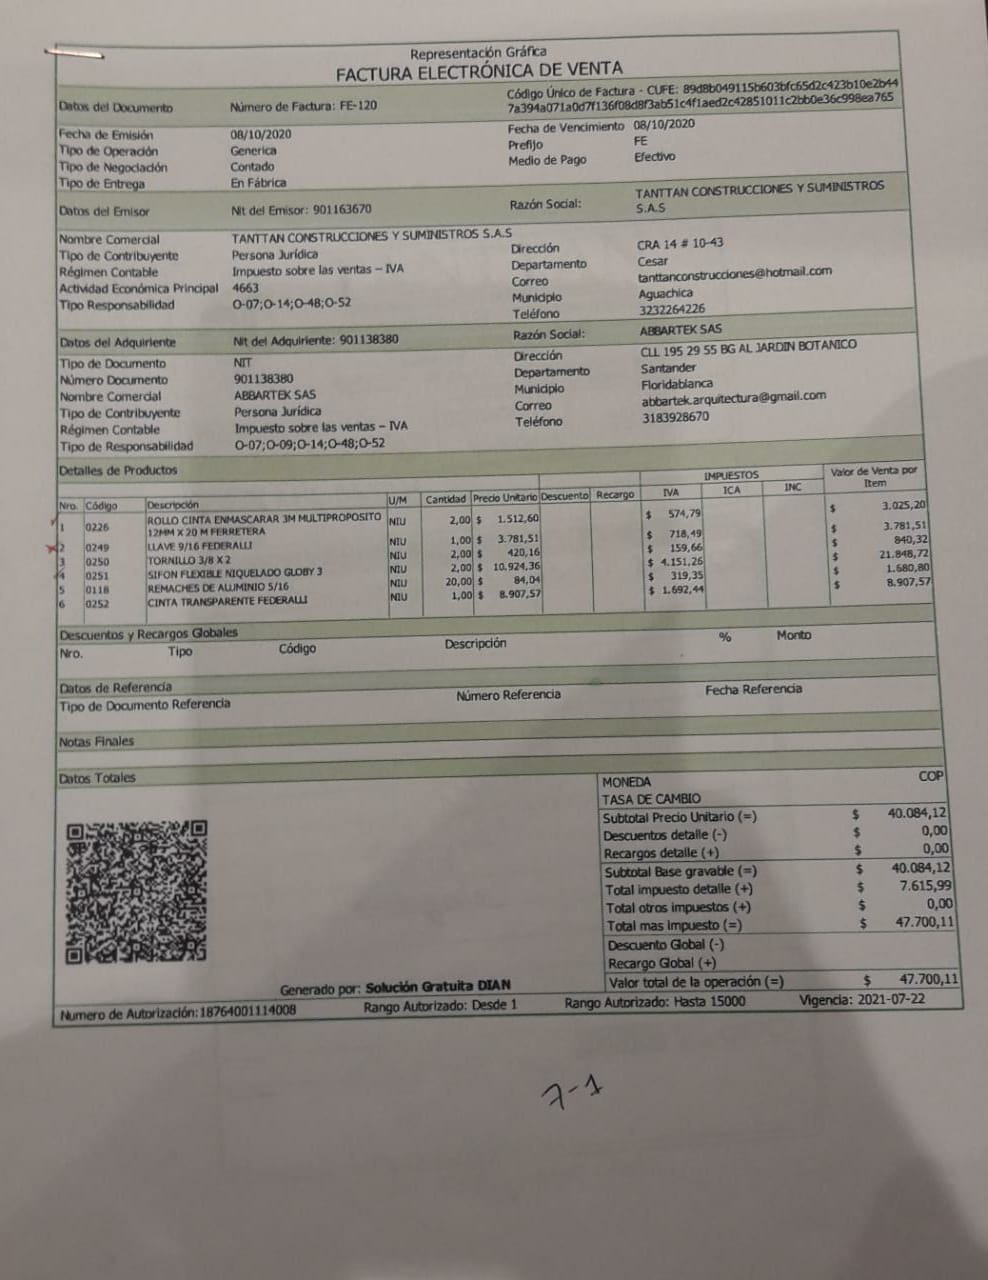 Representación Gráfica
FACTURA ELECTRÓNICA DE VENTA
Datos del Documento Número de Factura: FE-120 Código Único de Factura - CUFE: 89d8b049115b603bfc65d2c423b10e2b44
7a394a071a0d7f136f08d8f3ab51c4f1aed2c42851011c2bb0e36c998ea765
Fecha de Emisión 08/10/2020 Fecha de Vencimiento 08/10/2020
Tipo de Operación Generica Prefijo FE
Tipo de Negociación Contado Medio de Pago Efectivo
Tipo de Entrega En Fábrica
Datos del Emisor Nit del Emisor: 901163670 Razón Social: TANTTAN CONSTRUCCIONES Y SUMINISTROS
S.A.S
Nombre Comercial TANTTAN CONSTRUCCIONES Y SUMINISTROS S.A.S
Tipo de Contribuyente Persona Jurídica Dirección CRA 14 # 10-43
Régimen Contable Impuesto sobre las ventas – IVA Departamento Cesar
Actividad Económica Principal 4663 Correo tanttanconstrucciones@hotmail.com
Tipo Responsabilidad O-07;O-14;O-48;O-52 Municipio Aguachica
Teléfono 3232264226
Datos del Adquiriente Nit del Adquiriente: 901138380 Razón Social: ABBARTEK SAS
Tipo de Documento NIT Dirección CLL 195 29 55 BG AL JARDIN BOTANICO
Número Documento 901138380 Departamento Santander
Nombre Comercial ABBARTEK SAS Municipio Floridablanca
Tipo de Contribuyente Persona Jurídica Correo abbartek.arquitectura@gmail.com
Régimen Contable Impuesto sobre las ventas – IVA Teléfono 3183928670
Tipo de Responsabilidad O-07;O-09;O-14;O-48;O-52
Detalles de Productos
IMPUESTOS Valor de Venta por
Item
Nro. Código Descripción U/M Cantidad Precio Unitario Descuento Recargo IVA ICA INC
1 0226 ROLLO CINTA ENMASCARAR 3M MULTIPROPOSITO NIU 2,00 $ 1.512,60 $ 574,79 $ 3.025,20
12MM X 20 M FERRETERA
2 0249 LLAVE 9/16 FEDERALLI NIU 1,00 $ 3.781,51 $ 718,49 $ 3.781,51
3 0250 TORNILLO 3/8 X 2 NIU 2,00 $ 420,16 $ 159,66 $ 840,32
4 0251 SIFON FLEXIBLE NIQUELADO GLOBY 3 NIU 2,00 $ 10.924,36 $ 4.151,26 $ 21.848,72
5 0118 REMACHES DE ALUMINIO 5/16 NIU 20,00 $ 84,04 $ 319,35 $ 1.680,80
6 0252 CINTA TRANSPARENTE FEDERALLI NIU 1,00 $ 8.907,57 $ 1.692,44 $ 8.907,57
Descuentos y Recargos Globales
Nro. Tipo Código Descripción % Monto
Datos de Referencia
Tipo de Documento Referencia Número Referencia Fecha Referencia
Notas Finales
Datos Totales
MONEDA COP
TASA DE CAMBIO
Subtotal Precio Unitario (=) $ 40.084,12
Descuentos detalle (-) $ 0,00
Recargos detalle (+) $ 0,00
Subtotal Base gravable (=) $ 40.084,12
Total impuesto detalle (+) $ 7.615,99
Total otros impuestos (+) $ 0,00
Total mas Impuesto (=) $ 47.700,11
Descuento Global (-)
Recargo Global (+)
Generado por: Solución Gratuita DIAN Valor total de la operación (=) $ 47.700,11
Numero de Autorización:18764001114008 Rango Autorizado: Desde 1 Rango Autorizado: Hasta 15000 Vigencia: 2021-07-22
7-1